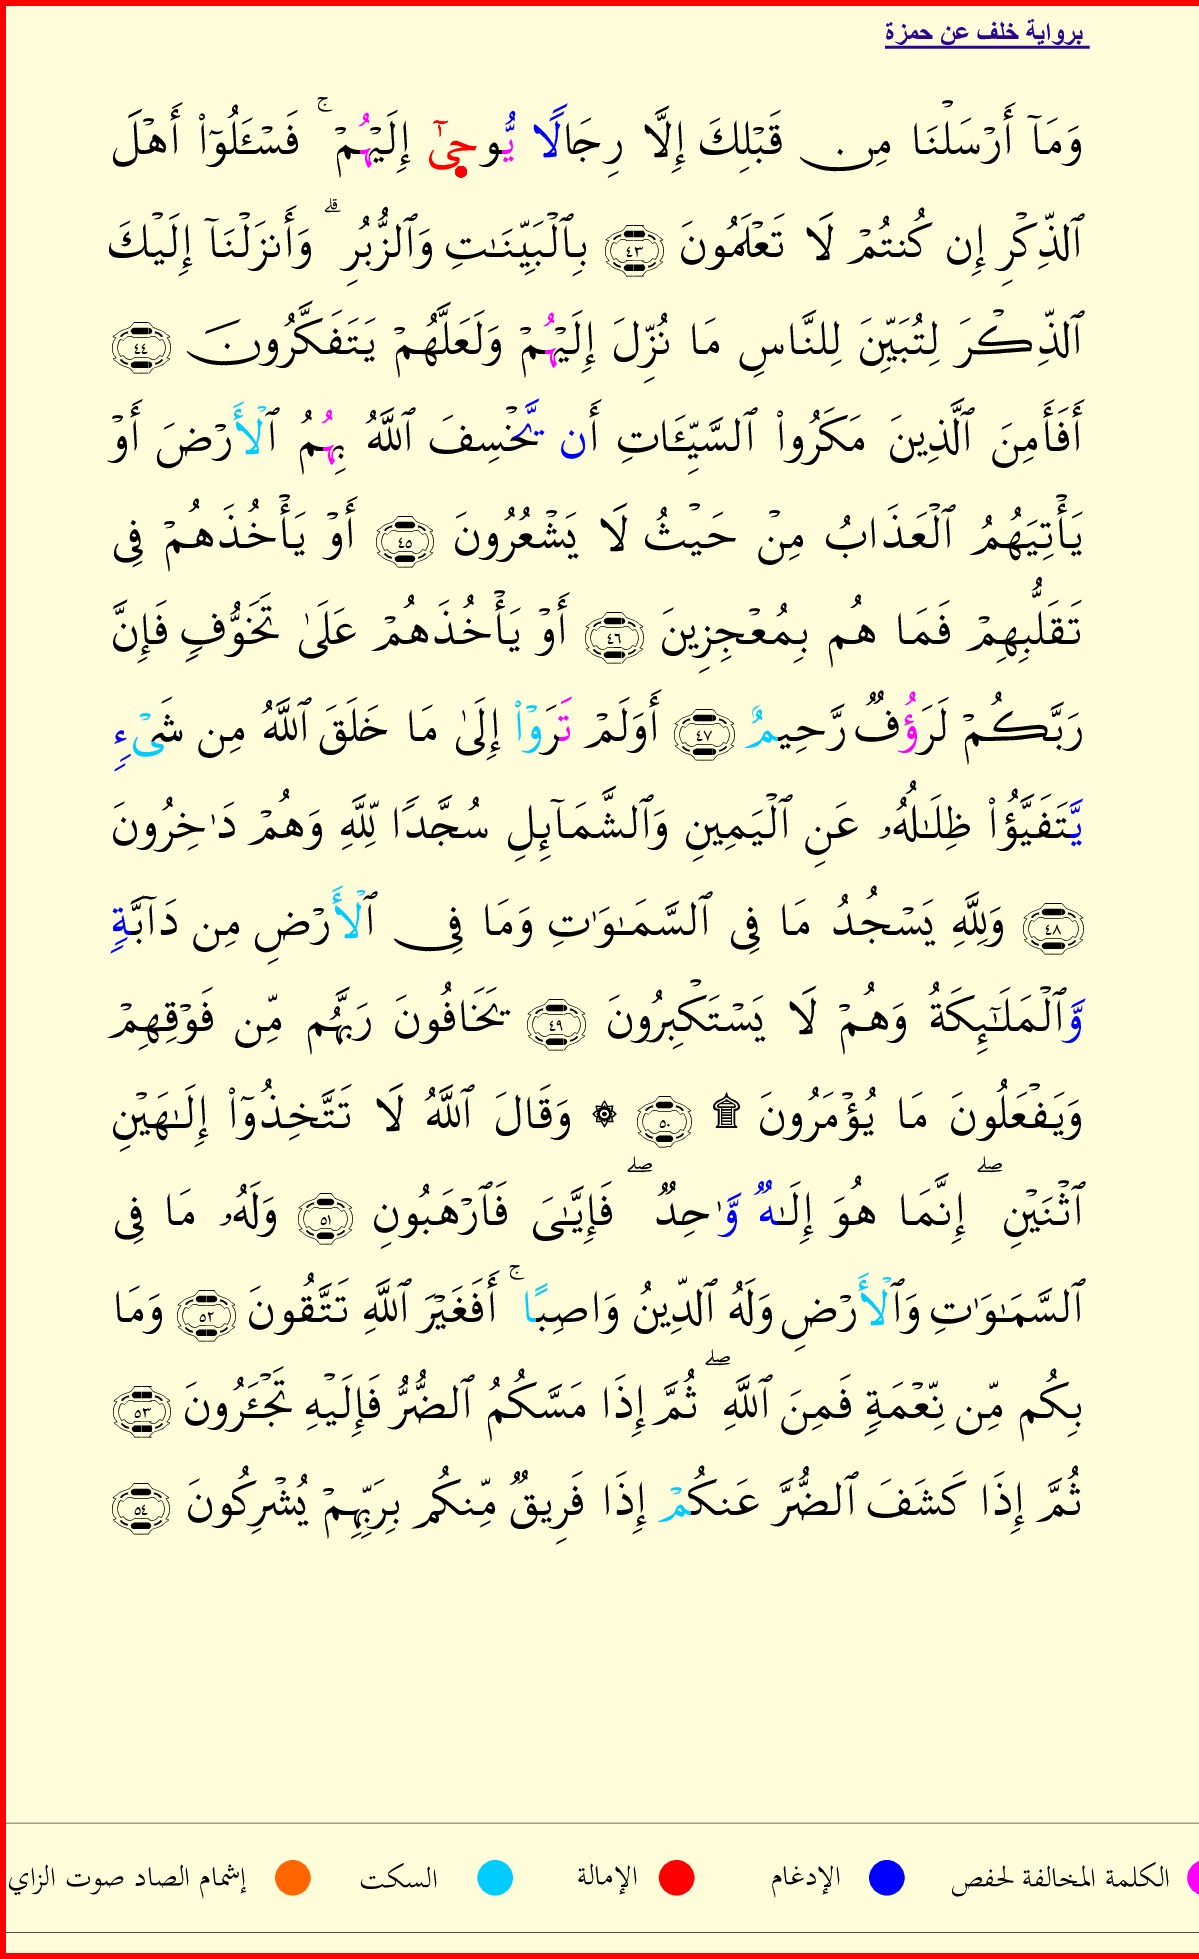 برواية خلف عن حمزة
وَمَآ أَرۡسَلۡنَا مِن قَبۡلِكَ إِلَّا رِجَالًا يُّوحِىٰٓ إِلَيۡهُمۡۚ فَسۡـَٔلُوٓاْ أَهۡلَ
ٱلذِّكۡرِ إِن كُنتُمۡ لَا تَعۡلَمُونَ ٤٣ بِٱلۡبَيِّنَـٰتِ وَٱلزُّبُرِۗ وَأَنزَلۡنَآ إِلَيۡكَ
ٱلذِّكۡرَ لِتُبَيِّنَ لِلنَّاسِ مَا نُزِّلَ إِلَيۡهُمۡ وَلَعَلَّهُمۡ يَتَفَكَّرُونَ ٤٤
أَفَأَمِنَ ٱلَّذِينَ مَكَرُواْ ٱلسَّيِّـَٔاتِ أَن يَّخۡسِفَ ٱللَّهُ بِهُمُ ٱلۡأَرۡضَ أَوۡ
يَأۡتِيَهُمُ ٱلۡعَذَابُ مِنۡ حَيۡثُ لَا يَشۡعُرُونَ ٤٥ أَوۡ يَأۡخُذَهُمۡ فِى
تَقَلُّبِهِمۡ فَمَا هُم بِمُعۡجِزِينَ ٤٦ أَوۡ يَأۡخُذَهُمۡ عَلَىٰ تَخَوُّفٍ فَإِنَّ
رَبَّكُمۡ لَرَؤُفٌ رَّحِيمٌ ٤٧ أَوَلَمۡ تَرَوۡاْ إِلَىٰ مَا خَلَقَ ٱللَّهُ مِن شَىۡءٍ
يَّتَفَيَّؤُاْ ظِلَـٰلُهُۥ عَنِ ٱلۡيَمِينِ وَٱلشَّمَآئِلِ سُجَّدًا لِّلَّهِ وَهُمۡ دَٰخِرُونَ
٤٨ وَلِلَّهِ يَسۡجُدُ مَا فِى ٱلسَّمَـٰوَٰتِ وَمَا فِى ٱلۡأَرۡضِ مِن دَآبَّةٍ
وَّٱلۡمَلَـٰٓئِكَةُ وَهُمۡ لَا يَسۡتَكۡبِرُونَ ٤٩ يَخَافُونَ رَبَّهُم مِّن فَوۡقِهِمۡ
وَيَفۡعَلُونَ مَا يُؤۡمَرُونَ ۩ ٥٠ ۞ وَقَالَ ٱللَّهُ لَا تَتَّخِذُوٓاْ إِلَـٰهَيۡنِ
ٱثۡنَيۡنِۖ إِنَّمَا هُوَ إِلَـٰهٌ وَّٰحِدٌۖ فَإِيَّـٰىَ فَٱرۡهَبُونِ ٥١ وَلَهُۥ مَا فِى
ٱلسَّمَـٰوَٰتِ وَٱلۡأَرۡضِ وَلَهُ ٱلدِّينُ وَاصِبًاۚ أَفَغَيۡرَ ٱللَّهِ تَتَّقُونَ ٥٢ وَمَا
بِكُم مِّن نِّعۡمَةٍ فَمِنَ ٱللَّهِۖ ثُمَّ إِذَا مَسَّكُمُ ٱلضُّرُّ فَإِلَيۡهِ تَجۡـَٔرُونَ ٥٣
ثُمَّ إِذَا كَشَفَ ٱلضُّرَّ عَنكُمۡ إِذَا فَرِيقٌ مِّنكُم بِرَبِّهِمۡ يُشۡرِكُونَ ٥٤
الكلمة المخالفة لحفص الإدغام الإمالة السكت إشمام الصاد صوت الزاي